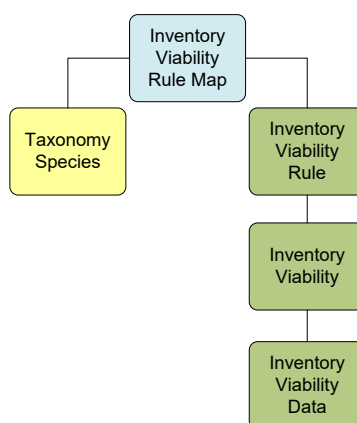 Inventory
Viability
Rule Map
Taxonomy
Species
Inventory
Viability
Rule
Inventory
Viability
Inventory
Viability
Data